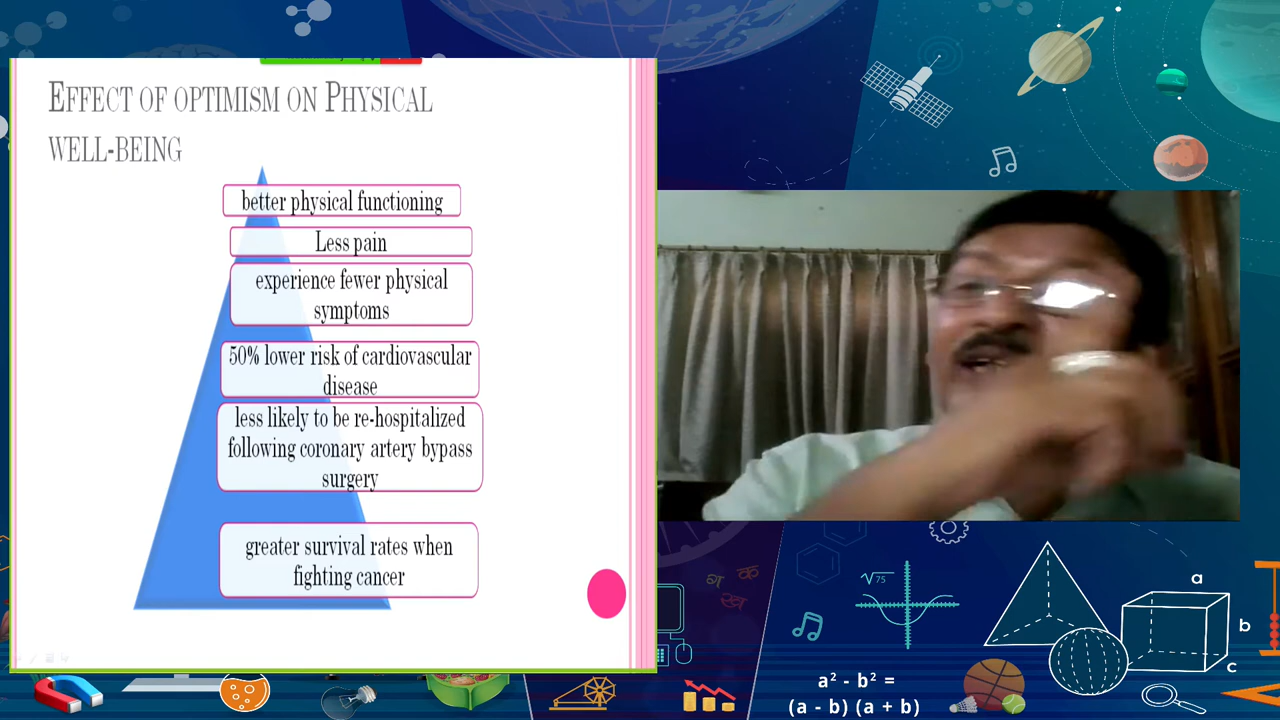 EFFECT OF OPTIMISM ON PHYSICAL
WELL-BEING
better physical functioning
Less pain
experience fewer physical
symptoms
50% lower risk of cardiovascular
disease
less likely to be re-hospitalized
following coronary artery bypass
surgery
greater survival rates when
fighting cancer
ग क
ख
√75
a
b
c
a² - b² =
(a - b) (a + b)